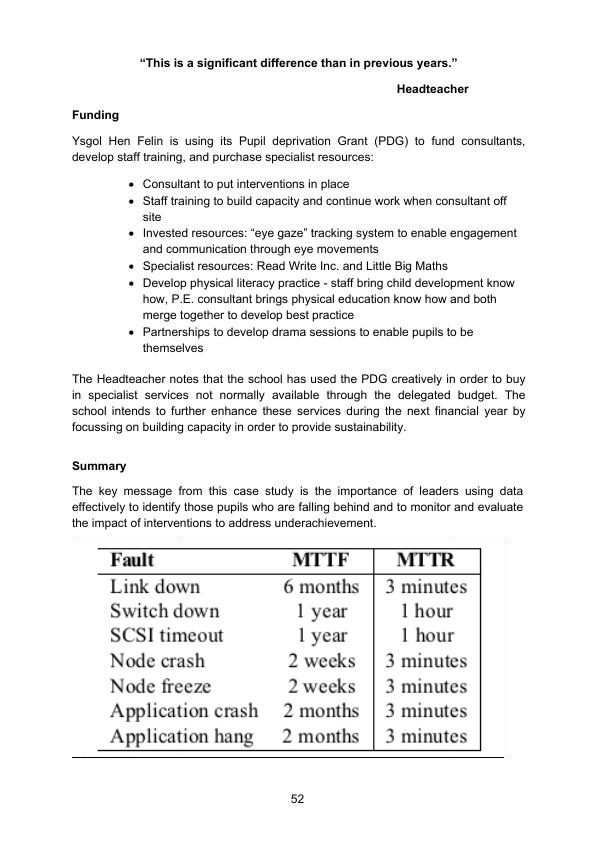 “This is a significant difference than in previous years.”
Headteacher
Funding
Ysgol Hen Felin is using its Pupil deprivation Grant (PDG) to fund consultants,
develop staff training, and purchase specialist resources:
• Consultant to put interventions in place
• Staff training to build capacity and continue work when consultant off
site
• Invested resources: “eye gaze” tracking system to enable engagement
and communication through eye movements
• Specialist resources: Read Write Inc. and Little Big Maths
• Develop physical literacy practice - staff bring child development know
how, P.E. consultant brings physical education know how and both
merge together to develop best practice
• Partnerships to develop drama sessions to enable pupils to be
themselves
The Headteacher notes that the school has used the PDG creatively in order to buy
in specialist services not normally available through the delegated budget. The
school intends to further enhance these services during the next financial year by
focussing on building capacity in order to provide sustainability.
Summary
The key message from this case study is the importance of leaders using data
effectively to identify those pupils who are falling behind and to monitor and evaluate
the impact of interventions to address underachievement.
Fault MTTF MTTR
Link down 6 months 3 minutes
Switch down 1 year 1 hour
SCSI timeout 1 year 1 hour
Node crash 2 weeks 3 minutes
Node freeze 2 weeks 3 minutes
Application crash 2 months 3 minutes
Application hang 2 months 3 minutes
52